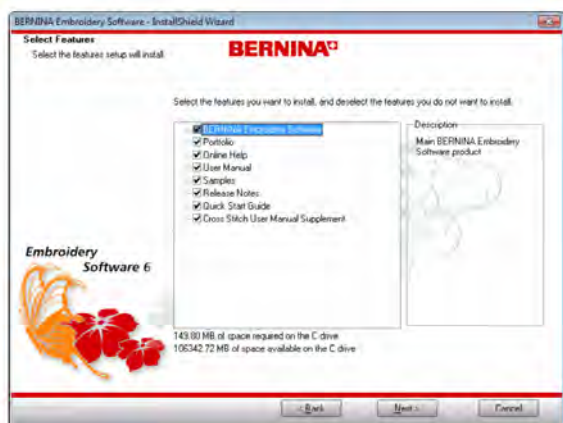 BERNINA Embroidery Software - InstallShield Wizard
Select Features
Select the features setup will install.
BERNINA
Select the features you want to install, and deselect the features you do not want to install.
BERNINA Embroidery Software
Portfolio
Online Help
User Manual
Samples
Release Notes
Quick Start Guide
Cross Stitch User Manual Supplement
Description
Main BERNINA Embroidery
Software product
Embroidery
Software 6
149.80 MB of space required on the C drive
106342.72 MB of space available on the C drive
< Back
Next >
Cancel